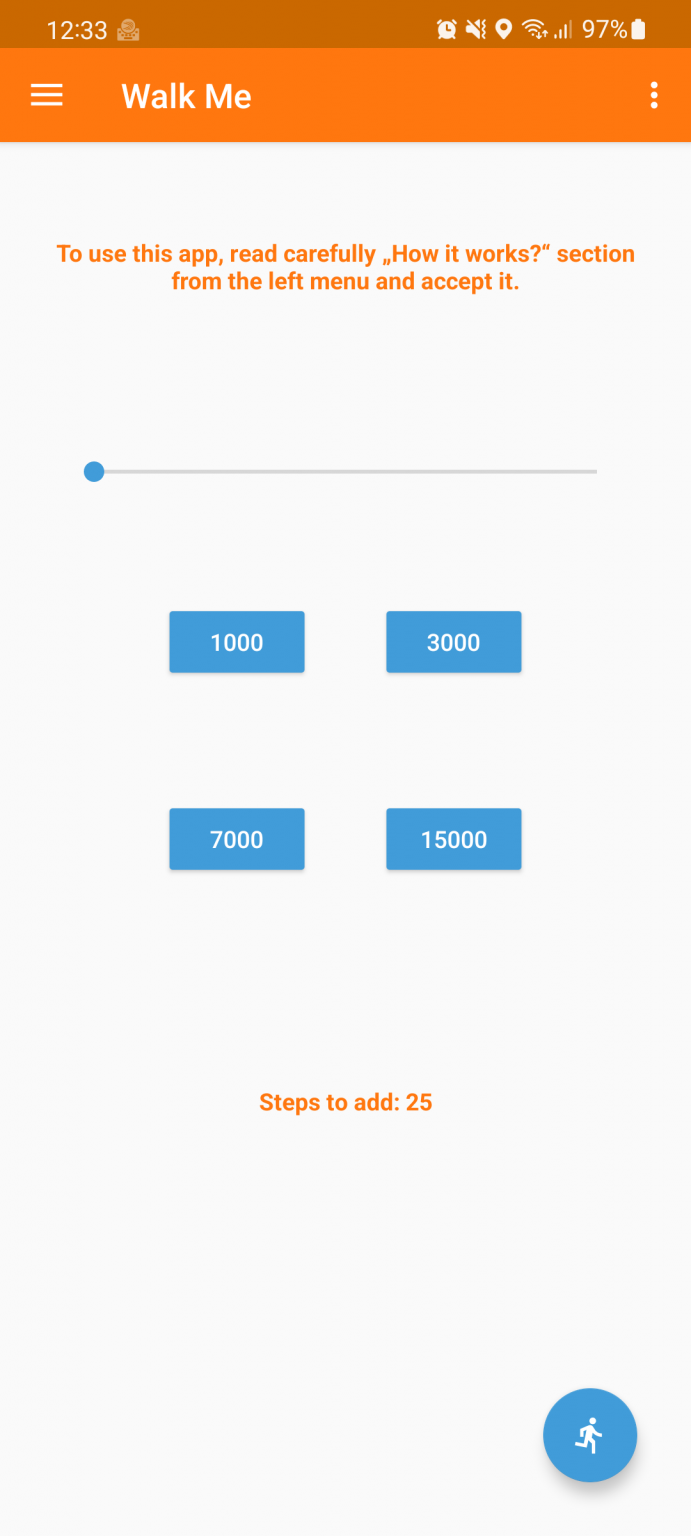 12:33 97%
Walk Me
To use this app, read carefully „How it works?“ section
from the left menu and accept it.
1000 3000
7000 15000
Steps to add: 25